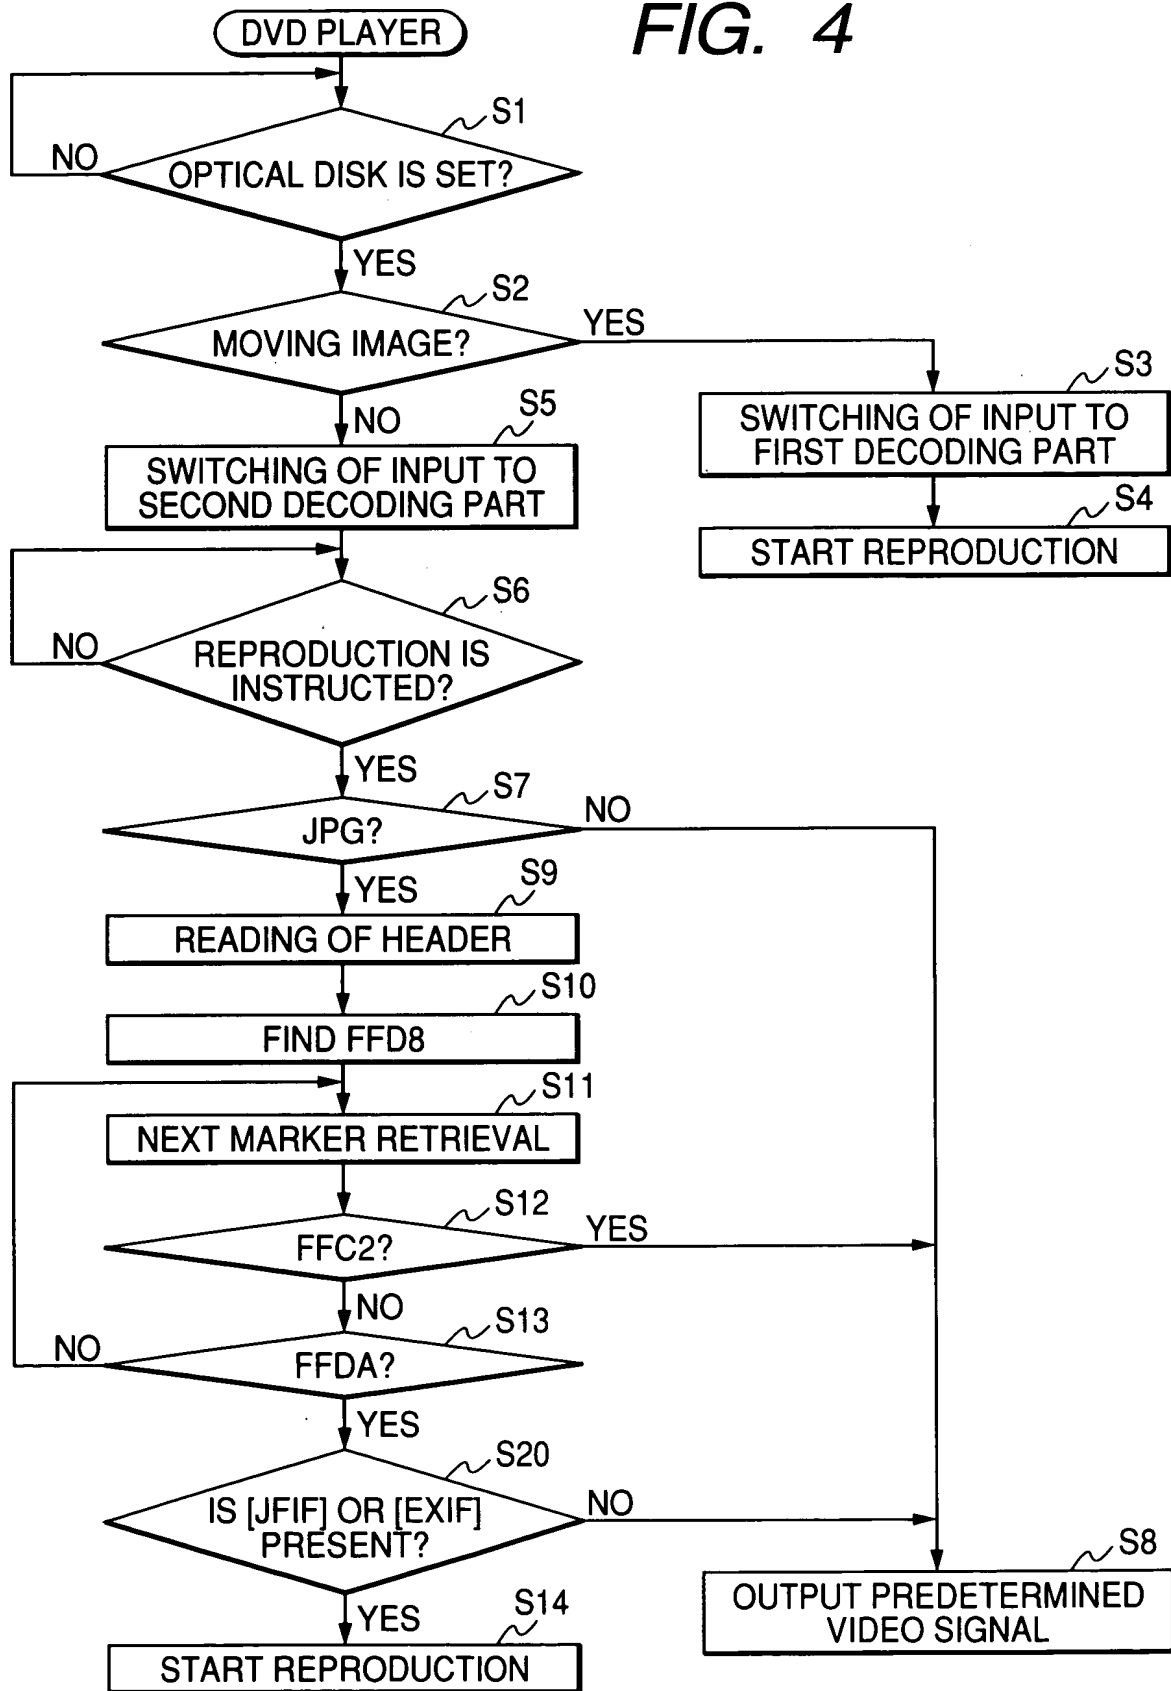 FIG. 4
DVD PLAYER
S1
NO
OPTICAL DISK IS SET?
YES
S2
MOVING IMAGE?
YES
S3
SWITCHING OF INPUT TO
FIRST DECODING PART
S4
START REPRODUCTION
NO
S5
SWITCHING OF INPUT TO
SECOND DECODING PART
S6
NO
REPRODUCTION IS
INSTRUCTED?
YES
S7
JPG?
NO
YES
S9
READING OF HEADER
S10
FIND FFD8
S11
NEXT MARKER RETRIEVAL
S12
FFC2?
YES
NO
S13
NO
FFDA?
YES
S20
IS [JFIF] OR [EXIF]
PRESENT?
NO
S8
OUTPUT PREDETERMINED
VIDEO SIGNAL
YES
S14
START REPRODUCTION